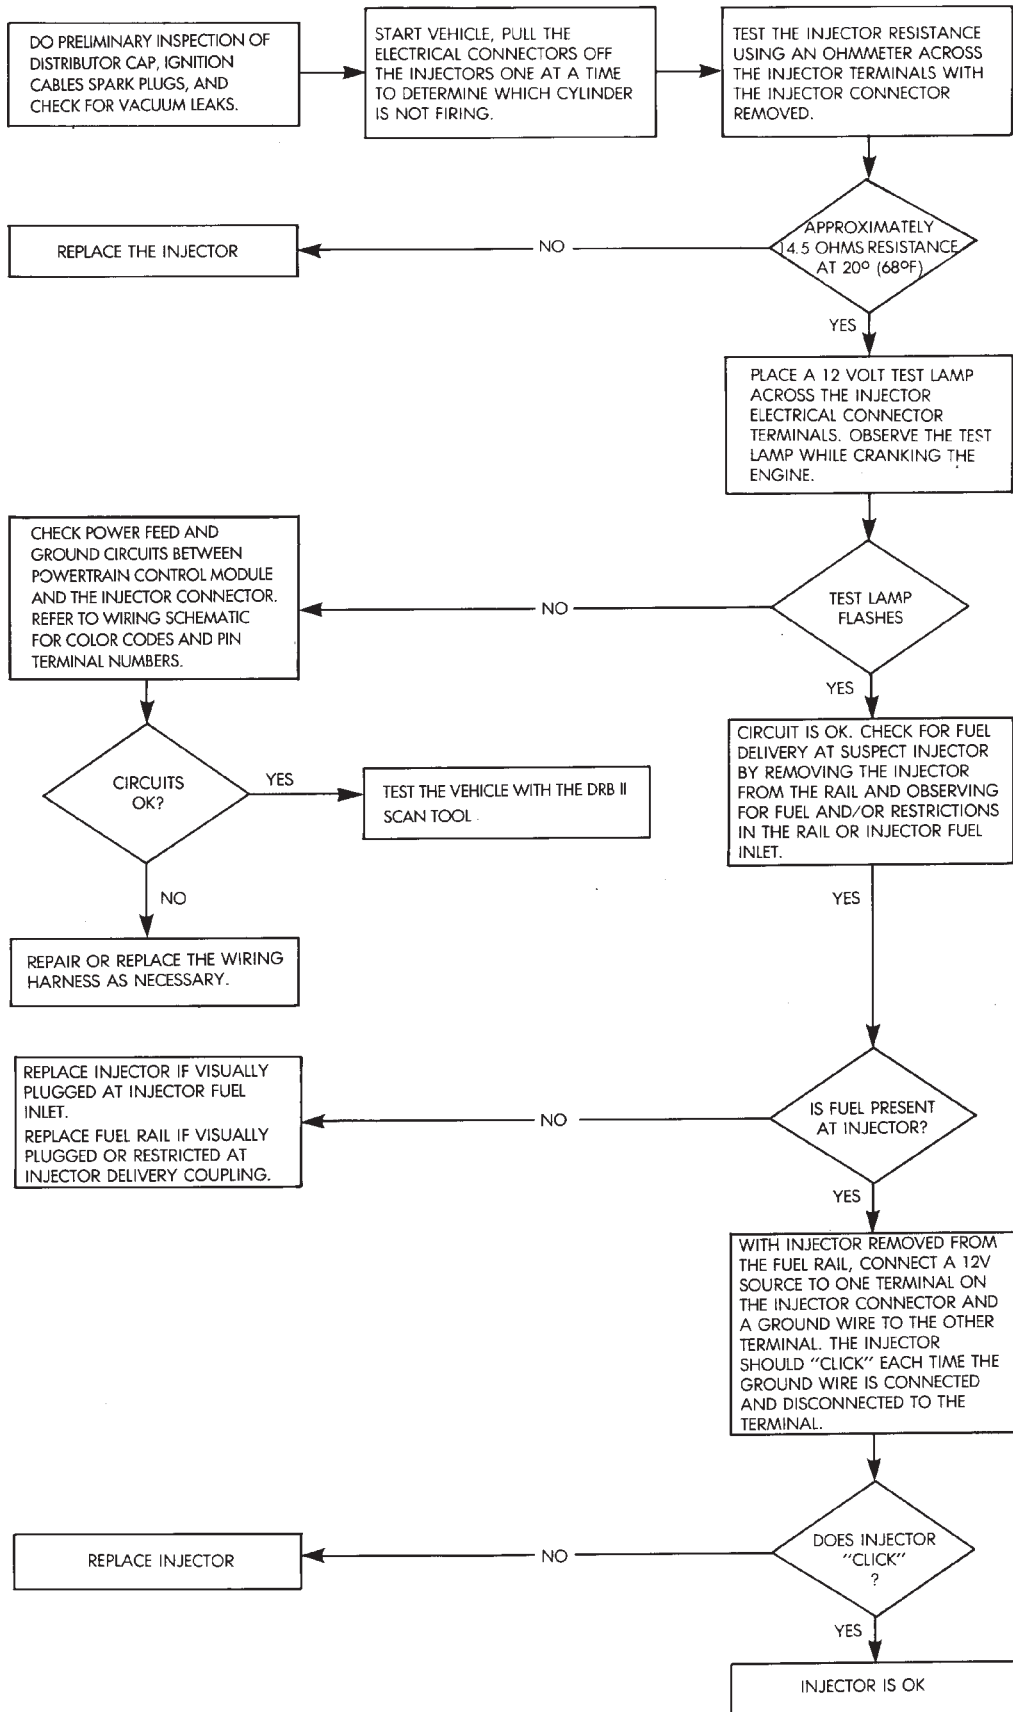 DO PRELIMINARY INSPECTION OF
DISTRIBUTOR CAP, IGNITION
CABLES SPARK PLUGS, AND
CHECK FOR VACUUM LEAKS.
START VEHICLE, PULL THE
ELECTRICAL CONNECTORS OFF
THE INJECTORS ONE AT A TIME
TO DETERMINE WHICH CYLINDER
IS NOT FIRING.
TEST THE INJECTOR RESISTANCE
USING AN OHMMETER ACROSS
THE INJECTOR TERMINALS WITH
THE INJECTOR CONNECTOR
REMOVED.
APPROXIMATELY
14.5 OHMS RESISTANCE
AT 20° (68°F)
NO
REPLACE THE INJECTOR
YES
PLACE A 12 VOLT TEST LAMP
ACROSS THE INJECTOR
ELECTRICAL CONNECTOR
TERMINALS. OBSERVE THE TEST
LAMP WHILE CRANKING THE
ENGINE.
TEST LAMP
FLASHES
NO
CHECK POWER FEED AND
GROUND CIRCUITS BETWEEN
POWERTRAIN CONTROL MODULE
AND THE INJECTOR CONNECTOR.
REFER TO WIRING SCHEMATIC
FOR COLOR CODES AND PIN
TERMINAL NUMBERS.
CIRCUITS
OK?
YES
TEST THE VEHICLE WITH THE DRB II
SCAN TOOL
NO
REPAIR OR REPLACE THE WIRING
HARNESS AS NECESSARY.
YES
CIRCUIT IS OK. CHECK FOR FUEL
DELIVERY AT SUSPECT INJECTOR
BY REMOVING THE INJECTOR
FROM THE RAIL AND OBSERVING
FOR FUEL AND/OR RESTRICTIONS
IN THE RAIL OR INJECTOR FUEL
INLET.
YES
IS FUEL PRESENT
AT INJECTOR?
NO
REPLACE INJECTOR IF VISUALLY
PLUGGED AT INJECTOR FUEL
INLET.
REPLACE FUEL RAIL IF VISUALLY
PLUGGED OR RESTRICTED AT
INJECTOR DELIVERY COUPLING.
YES
WITH INJECTOR REMOVED FROM
THE FUEL RAIL, CONNECT A 12V
SOURCE TO ONE TERMINAL ON
THE INJECTOR CONNECTOR AND
A GROUND WIRE TO THE OTHER
TERMINAL. THE INJECTOR
SHOULD "CLICK" EACH TIME THE
GROUND WIRE IS CONNECTED
AND DISCONNECTED TO THE
TERMINAL.
DOES INJECTOR
"CLICK"
?
NO
REPLACE INJECTOR
YES
INJECTOR IS OK